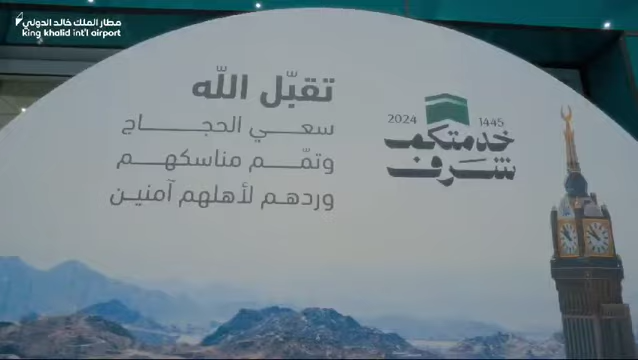 مطار الملك خالد الدولي
king khalid int'l airport
تقبّل الله
سعي الحجاج
وتمّم مناسكهم
وردهم لأهلهم آمنين
1445 2024
خدمتكم
شرف